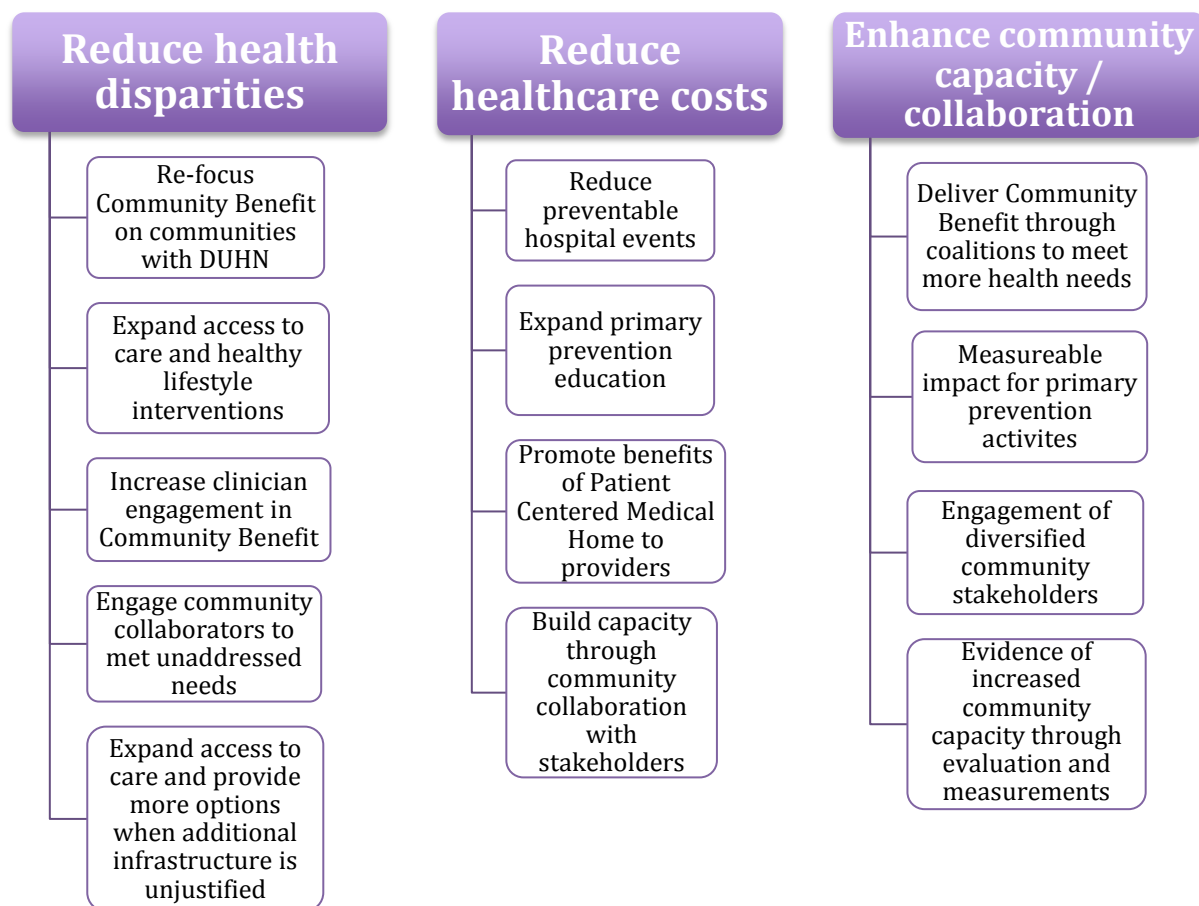 Reduce health
disparities
Re-focus
Community Benefit
on communities
with DUHN
Expand access to
care and healthy
lifestyle
interventions
Increase clinician
engagement in
Community Benefit
Engage community
collaborators to
met unaddressed
needs
Expand access to
care and provide
more options
when additional
infrastructure is
unjustified
Reduce
healthcare costs
Reduce
preventable
hospital events
Expand primary
prevention
education
Promote benefits
of Patient
Centered Medical
Home to
providers
Build capacity
through
community
collaboration
with
stakeholders
Enhance community
capacity /
collaboration
Deliver Community
Benefit through
coalitions to meet
more health needs
Measureable
impact for primary
prevention
activites
Engagement of
diversified
community
stakeholders
Evidence of
increased
community
capacity through
evaluation and
measurements